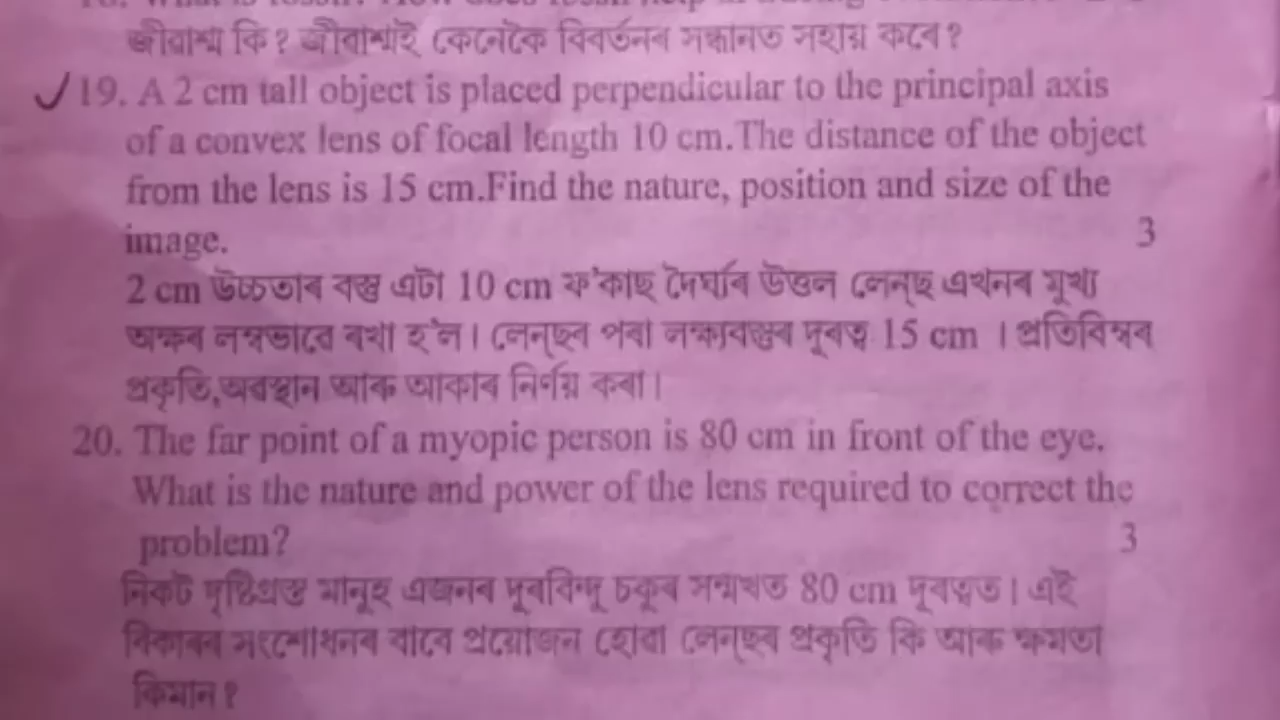 জীৱাশ্ম কি? জীৱাশ্মই কেনেকৈ বিবৰ্তনৰ সন্ধানত সহায় কৰে?
19. A 2 cm tall object is placed perpendicular to the principal axis
of a convex lens of focal length 10 cm.The distance of the object
from the lens is 15 cm.Find the nature, position and size of the
image. 3
2 cm উচ্চতাৰ বস্তু এটা 10 cm ফ'কাছ দৈৰ্ঘ্যৰ উত্তল লেন্‌ছ এখনৰ মুখ্য
অক্ষৰ লম্বভাবে ৰখা হ'ল। লেন্‌ছৰ পৰা লক্ষ্যবস্তুৰ দূৰত্ব 15 cm । প্ৰতিবিম্বৰ
প্ৰকৃতি,অৱস্থান আৰু আকাৰ নিৰ্ণয় কৰা।
20. The far point of a myopic person is 80 cm in front of the eye.
What is the nature and power of the lens required to correct the
problem? 3
নিকট দৃষ্টিগ্ৰস্ত মানুহ এজনৰ দূৰবিন্দু চকুৰ সন্মুখত 80 cm দূৰত্বত। এই
বিকাৰৰ সংশোধনৰ বাবে প্ৰয়োজন হোৱা লেন্‌ছৰ প্ৰকৃতি কি আৰু ক্ষমতা
কিমান?